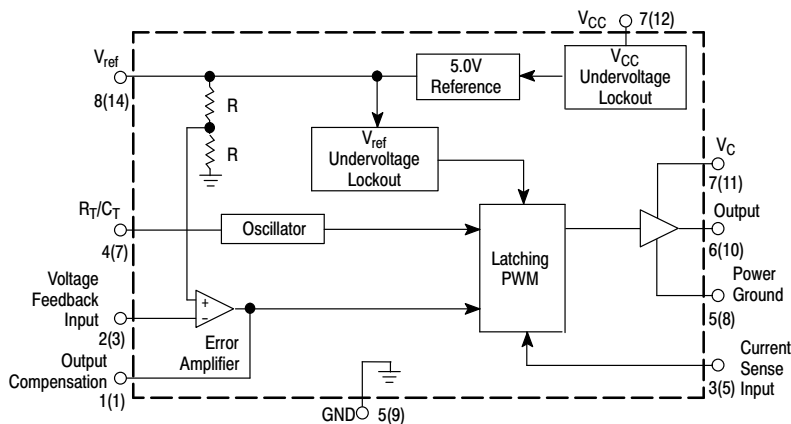 VCC 7(12)
Vref
8(14)
R
R
5.0V
Reference
VCC
Undervoltage
Lockout
Vref
Undervoltage
Lockout
VC
7(11)
RT/CT
4(7)
Oscillator
Latching
PWM
Output
6(10)
Power
Ground
5(8)
Voltage
Feedback
Input
2(3)
+
−
Error
Amplifier
Output
Compensation
1(1)
Current
Sense
Input
3(5)
GND 5(9)